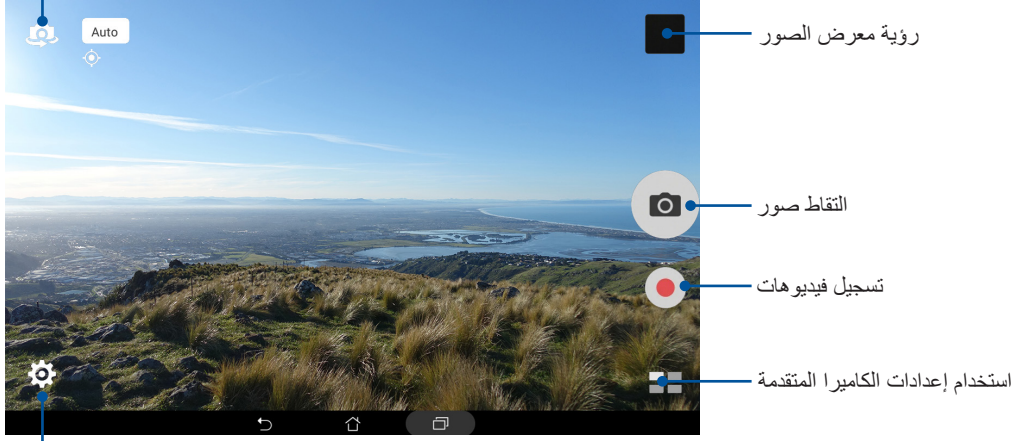 Auto
رؤية معرض الصور
التقاط صور
تسجيل فيديوهات
استخدام إعدادات الكاميرا المتقدمة